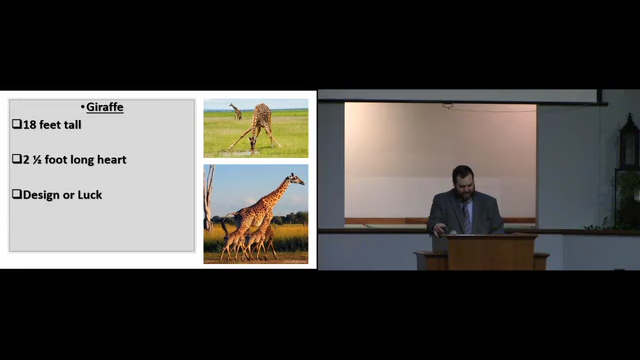 •Giraffe
❑18 feet tall
❑2 ½ foot long heart
❑Design or Luck